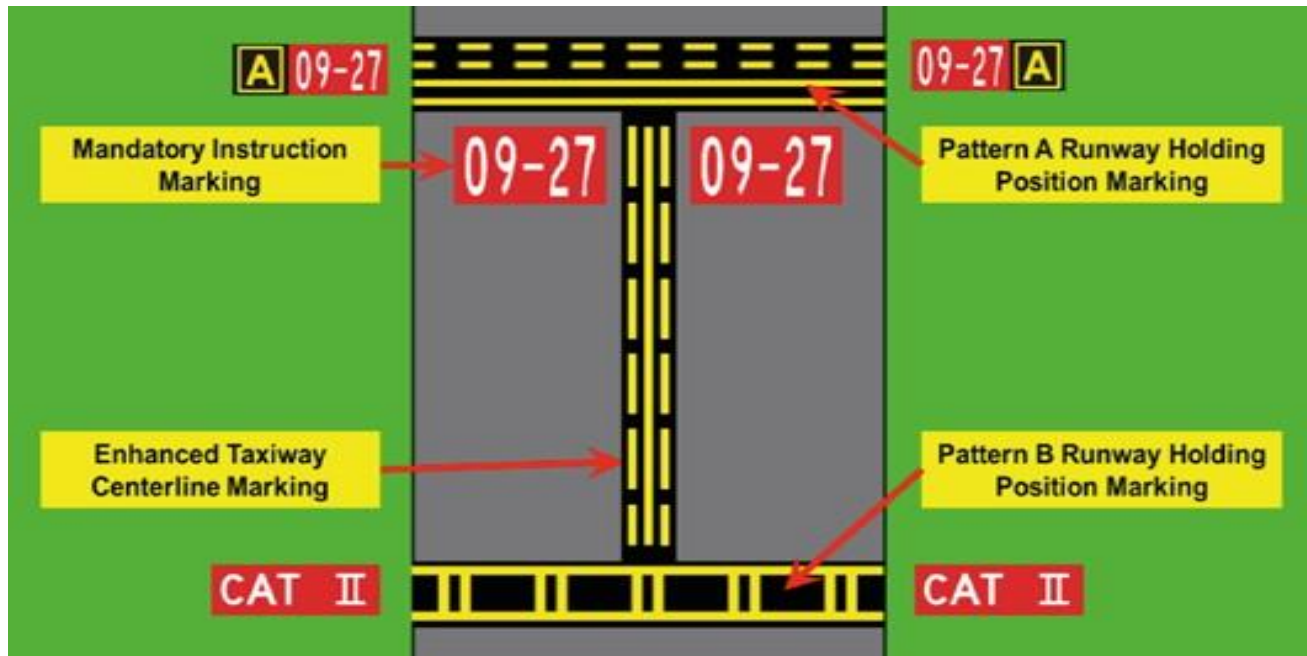 A 09-27
09-27 A
Mandatory Instruction
Marking
09-27
09-27
Pattern A Runway Holding
Position Marking
Enhanced Taxiway
Centerline Marking
Pattern B Runway Holding
Position Marking
CAT II
CAT II